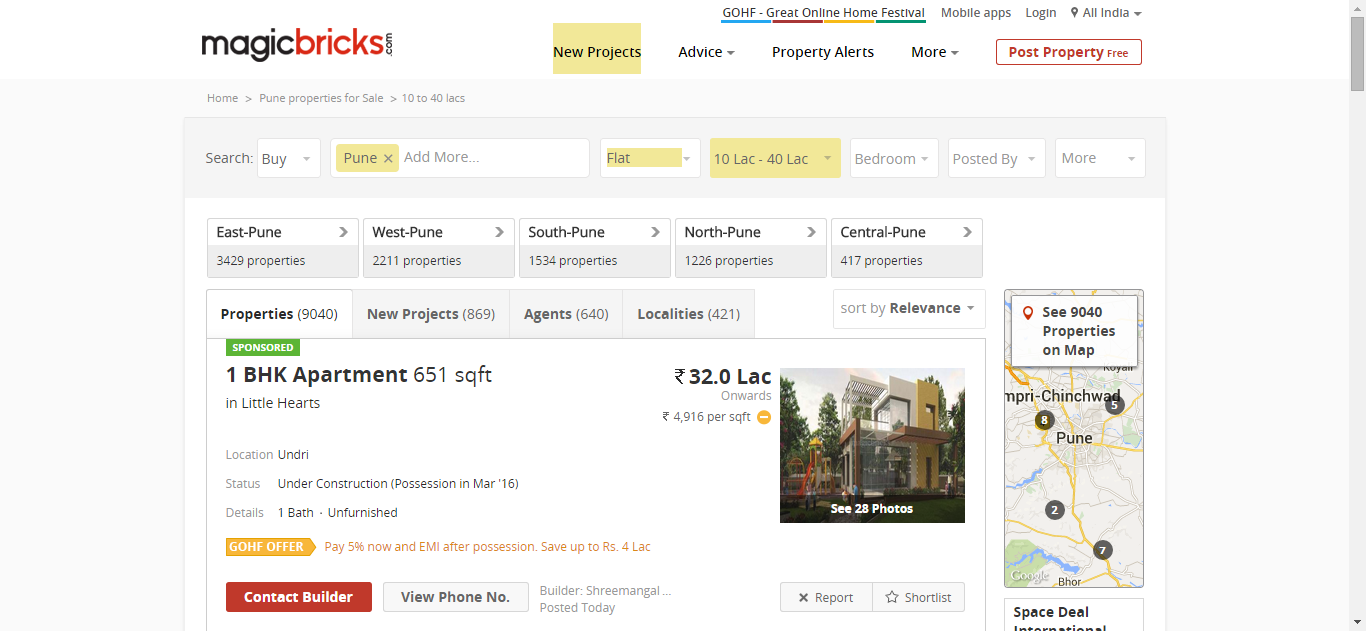 GOHF - Great Online Home Festival Mobile apps Login All India
magicbricks.com
New Projects Advice Property Alerts More Post Property Free
Home > Pune properties for Sale > 10 to 40 lacs
Search: Buy Pune × Add More... Flat 10 Lac - 40 Lac Bedroom Posted By More
East-Pune West-Pune South-Pune North-Pune Central-Pune
3429 properties 2211 properties 1534 properties 1226 properties 417 properties
Properties (9040) New Projects (869) Agents (640) Localities (421) sort by Relevance
SPONSORED
1 BHK Apartment 651 sqft
in Little Hearts
₹ 32.0 Lac
Onwards
₹ 4,916 per sqft
Location Undri
Status Under Construction (Possession in Mar '16)
Details 1 Bath · Unfurnished
See 28 Photos
GOHF OFFER Pay 5% now and EMI after possession. Save up to Rs. 4 Lac
Contact Builder View Phone No.
Builder: Shreemangal ...
Posted Today
× Report Shortlist
See 9040
Properties
on Map
mpri-Chinchwad
5
8
Pune
2
7
Google
Bhor
Space Deal
International